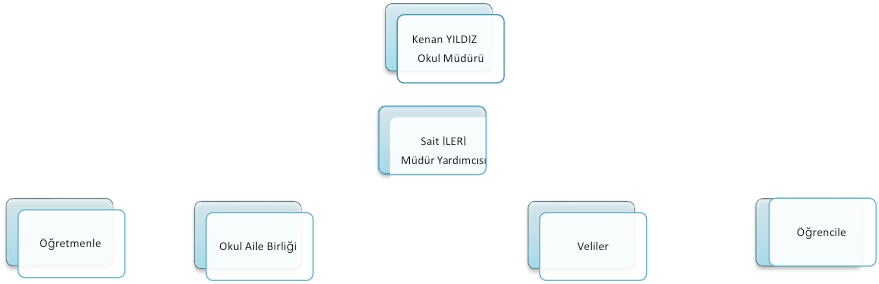 Kenan YILDIZ
Okul Müdürü
Sait İLERİ
Müdür Yardımcısı
Öğretmenle
Okul Aile Birliği
Veliler
Öğrencile